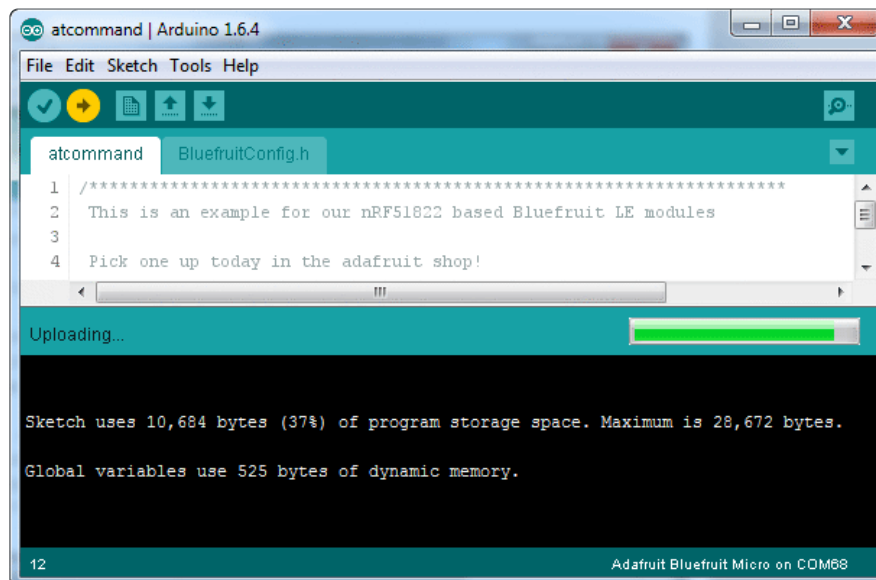 atcommand | Arduino 1.6.4
File Edit Sketch Tools Help
atcommand BluefruitConfig.h
1 /*********************************************************************
2 This is an example for our nRF51822 based Bluefruit LE modules
3
4 Pick one up today in the adafruit shop!
Uploading...
Sketch uses 10,684 bytes (37%) of program storage space. Maximum is 28,672 bytes.
Global variables use 525 bytes of dynamic memory.
12 Adafruit Bluefruit Micro on COM68